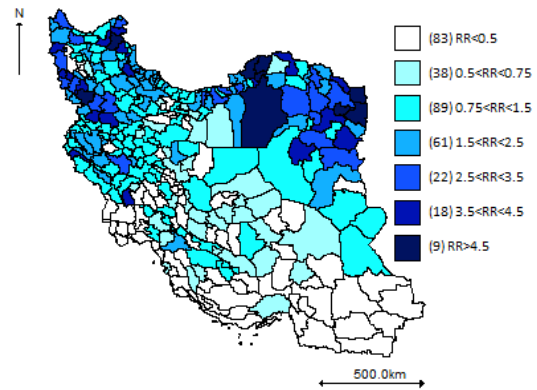 N
(83) RR<0.5
(38) 0.5<RR<0.75
(89) 0.75<RR<1.5
(61) 1.5<RR<2.5
(22) 2.5<RR<3.5
(18) 3.5<RR<4.5
(9) RR>4.5
500.0km